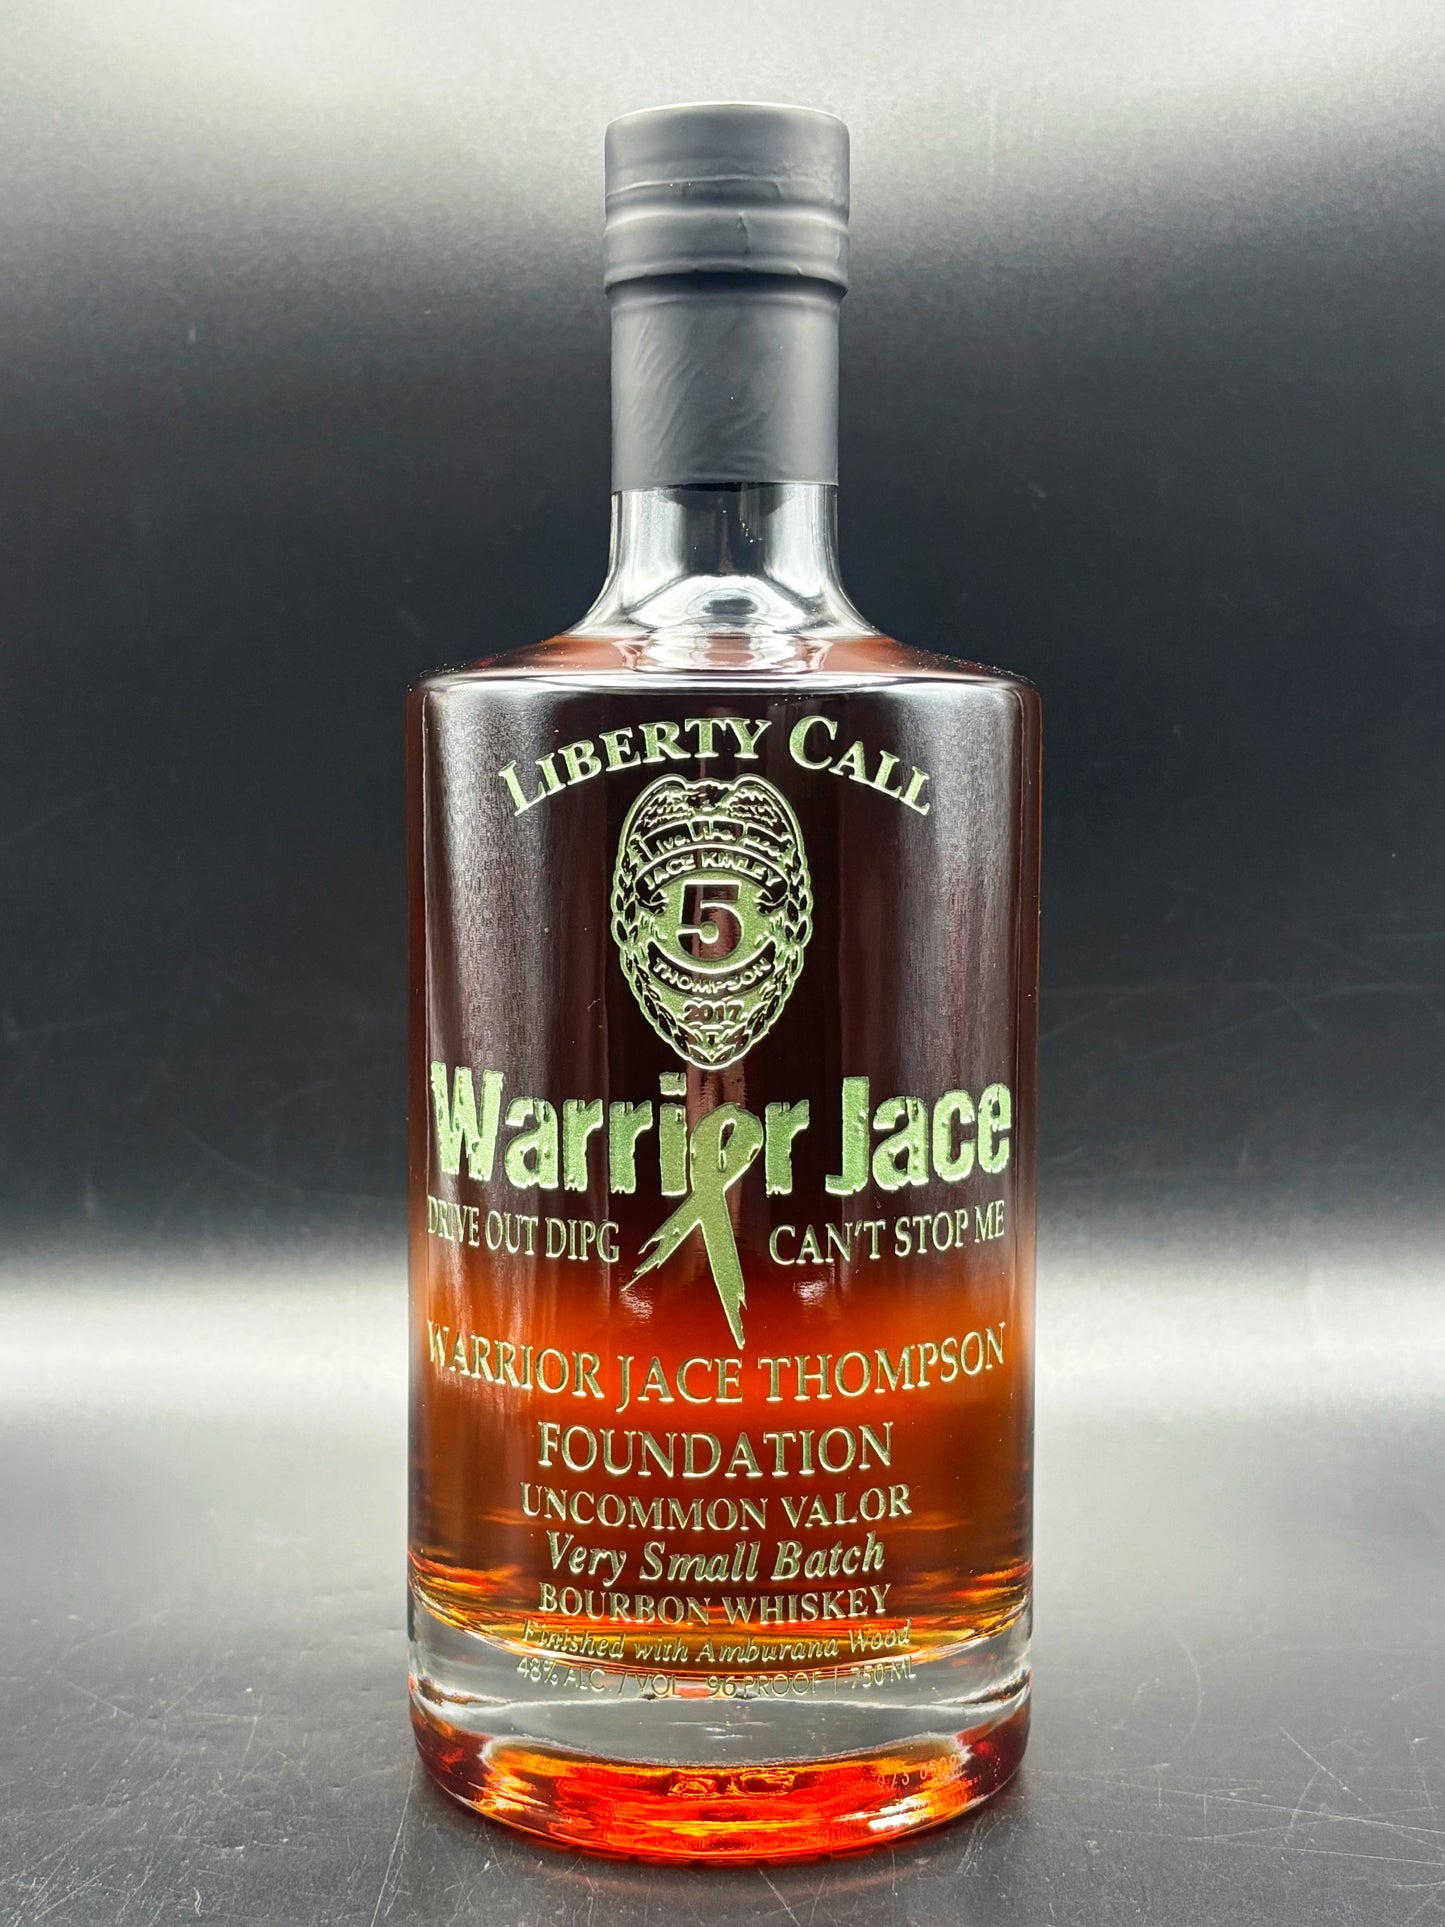 LIBERTY CALL
JACE KINLEY
5
THOMPSON
2017
Warrior Jace
DRIVE OUT DIPG CAN'T STOP ME
WARRIOR JACE THOMPSON
FOUNDATION
UNCOMMON VALOR
Very Small Batch
BOURBON WHISKEY
Finished with Amburana Wood
48% ALC / VOL 96 PROOF | 750 ML